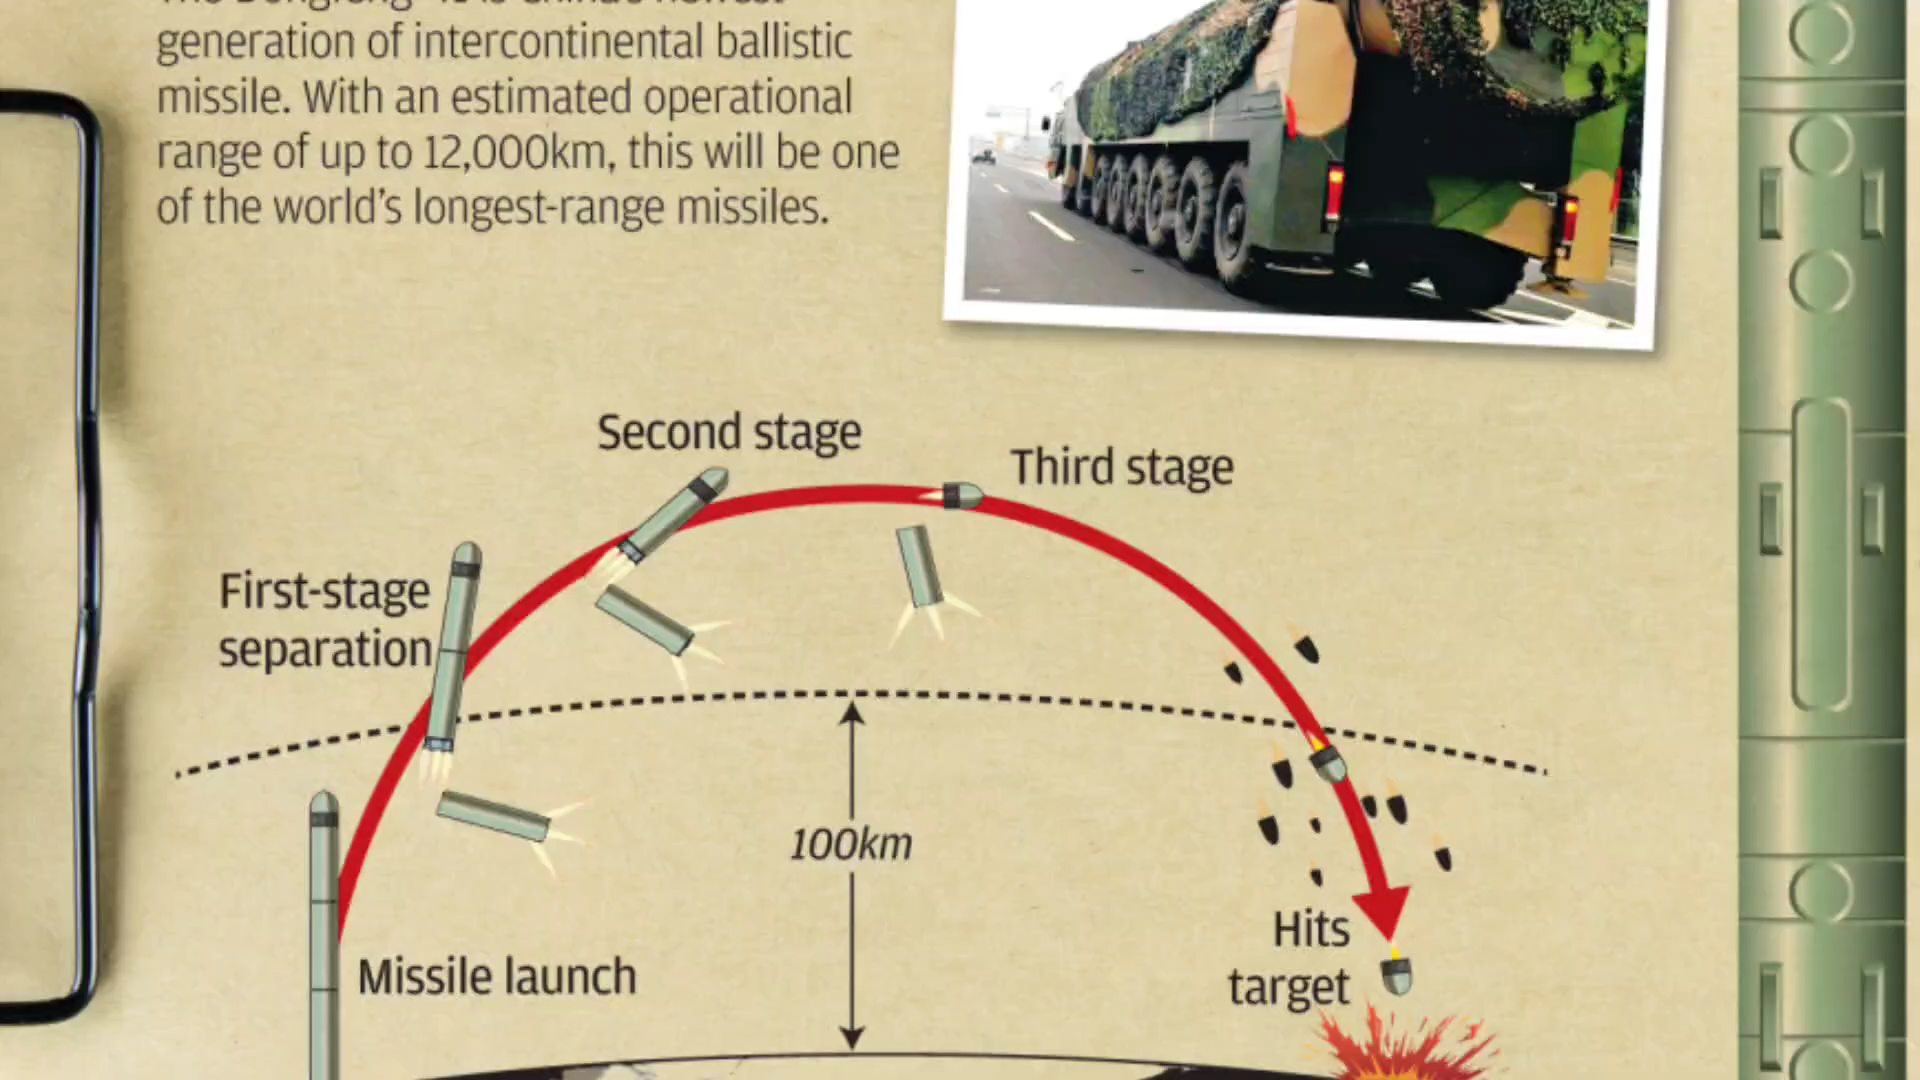 generation of intercontinental ballistic
missile. With an estimated operational
range of up to 12,000km, this will be one
of the world's longest-range missiles.
Second stage
Third stage
First-stage
separation
100km
Missile launch
Hits
target